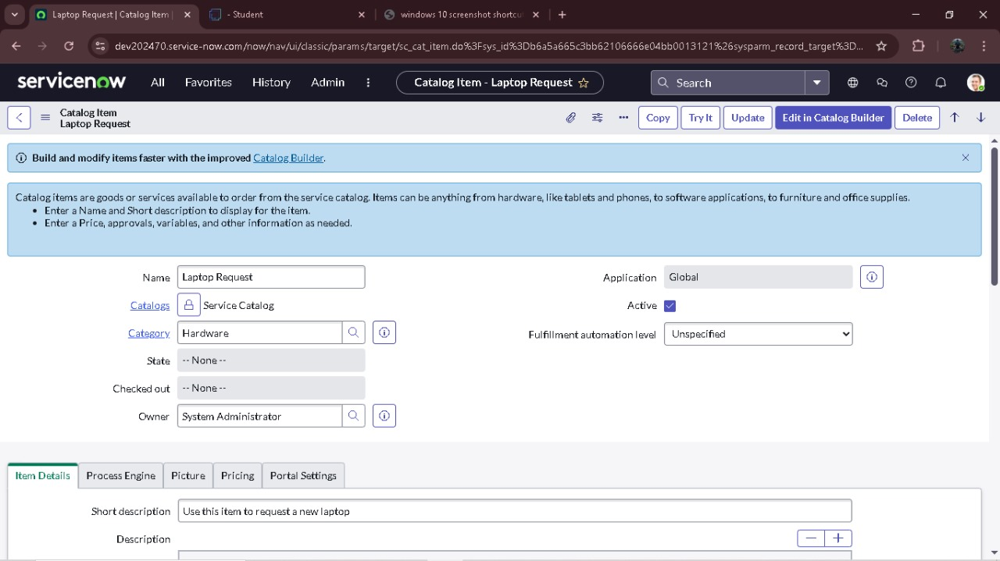 Laptop Request | Catalog Item |
- Student
windows 10 screenshot shortcu
dev202470.service-now.com/now/nav/ui/classic/params/target/sc_cat_item.do%3Fsys_id%3Db6a5a665c3bb62106666e04bb0013121%26sysparm_record_target%3D...
servicenow All Favorites History Admin Catalog Item - Laptop Request Search
Catalog Item
Laptop Request
Copy Try It Update Edit in Catalog Builder Delete
Build and modify items faster with the improved Catalog Builder.
Catalog items are goods or services available to order from the service catalog. Items can be anything from hardware, like tablets and phones, to software applications, to furniture and office supplies.
• Enter a Name and Short description to display for the item.
• Enter a Price, approvals, variables, and other information as needed.
Name Laptop Request
Application Global
Catalogs Service Catalog
Active
Category Hardware
Fulfillment automation level Unspecified
State -- None --
Checked out -- None --
Owner System Administrator
Item Details Process Engine Picture Pricing Portal Settings
Short description Use this item to request a new laptop
Description